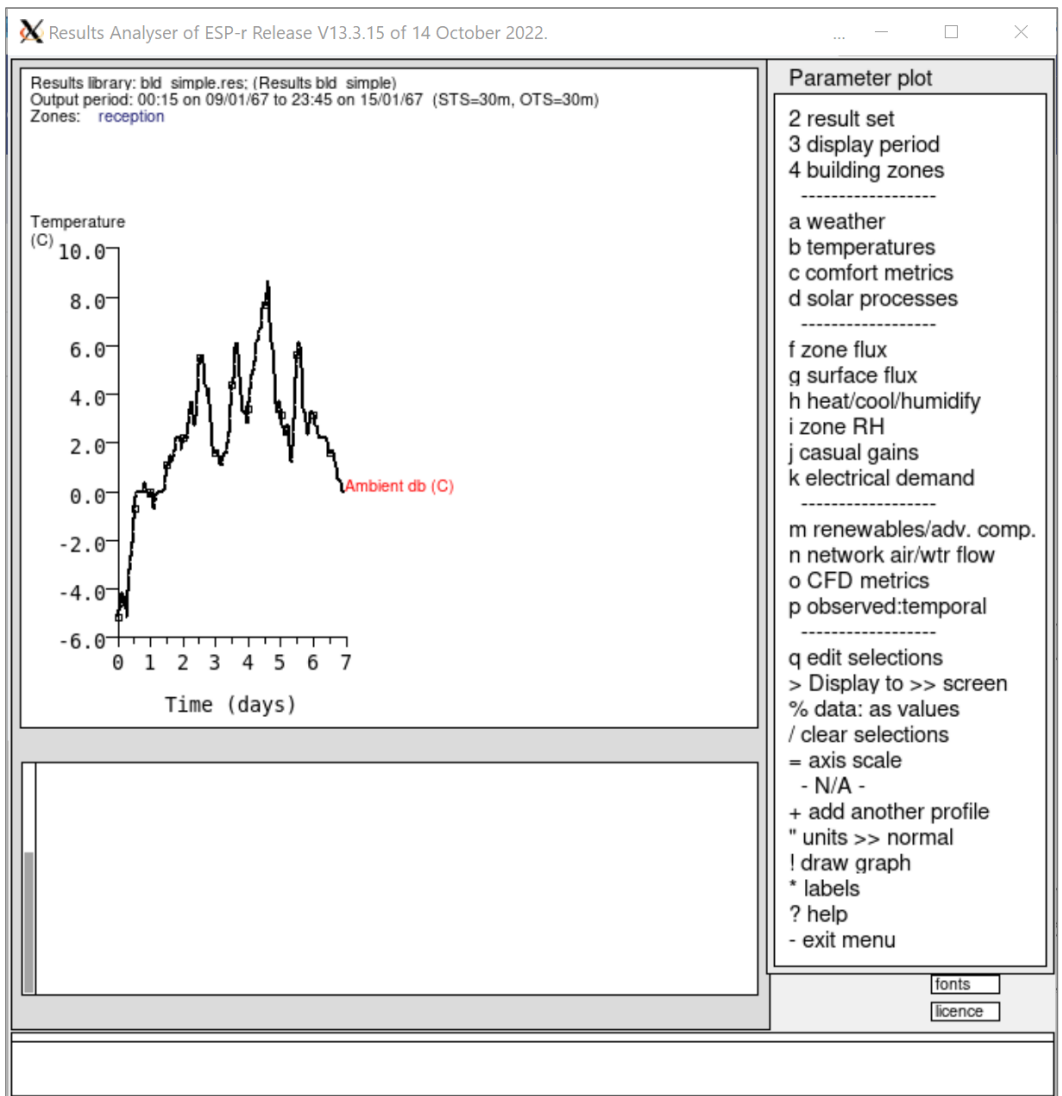 Results Analyser of ESP-r Release V13.3.15 of 14 October 2022.
...
Results library: bld_simple.res; (Results bld_simple)
Output period: 00:15 on 09/01/67 to 23:45 on 15/01/67 (STS=30m, OTS=30m)
Zones: reception
Temperature
(C)
10.0
8.0
6.0
4.0
2.0
0.0
-2.0
-4.0
-6.0
Ambient db (C)
0 1 2 3 4 5 6 7
Time (days)
Parameter plot
2 result set
3 display period
4 building zones
------------------
a weather
b temperatures
c comfort metrics
d solar processes
------------------
f zone flux
g surface flux
h heat/cool/humidify
i zone RH
j casual gains
k electrical demand
------------------
m renewables/adv. comp.
n network air/wtr flow
o CFD metrics
p observed:temporal
------------------
q edit selections
> Display to >> screen
% data: as values
/ clear selections
= axis scale
- N/A -
+ add another profile
" units >> normal
! draw graph
* labels
? help
- exit menu
fonts
licence